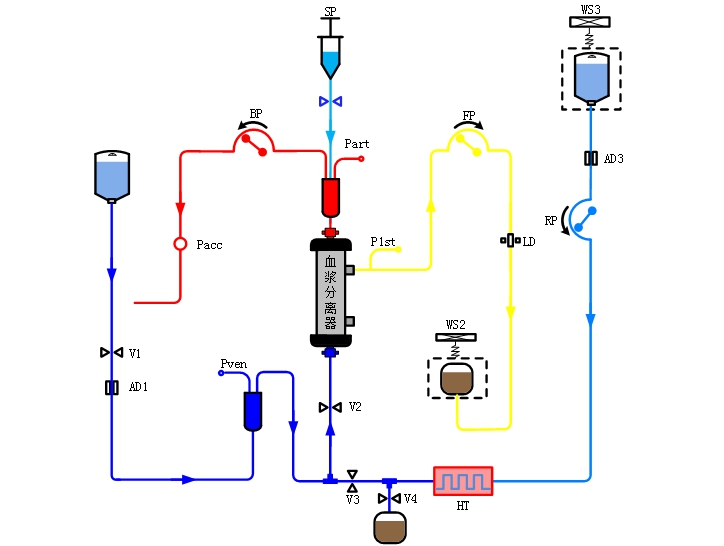 SP
WS3
BP
FP
Part
AD3
RP
Pacc
P1st
LD
血浆分离器
WS2
V1
Pven
AD1
V2
V3
V4
HT